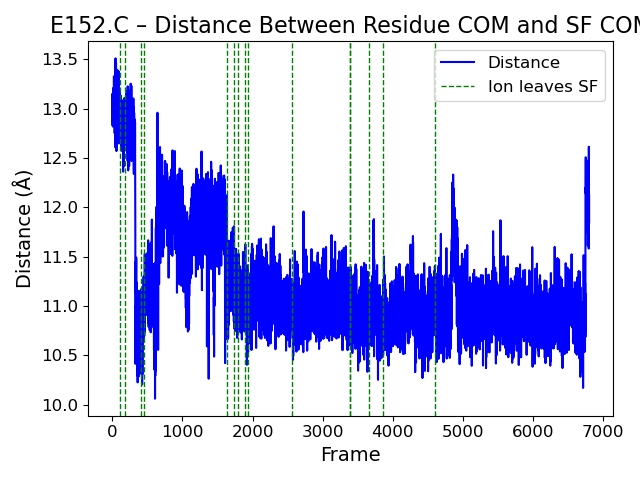 E152.C – Distance Between Residue COM and SF COM
Distance
Ion leaves SF
Distance (Å)
13.5
13.0
12.5
12.0
11.5
11.0
10.5
10.0
0 1000 2000 3000 4000 5000 6000 7000
Frame